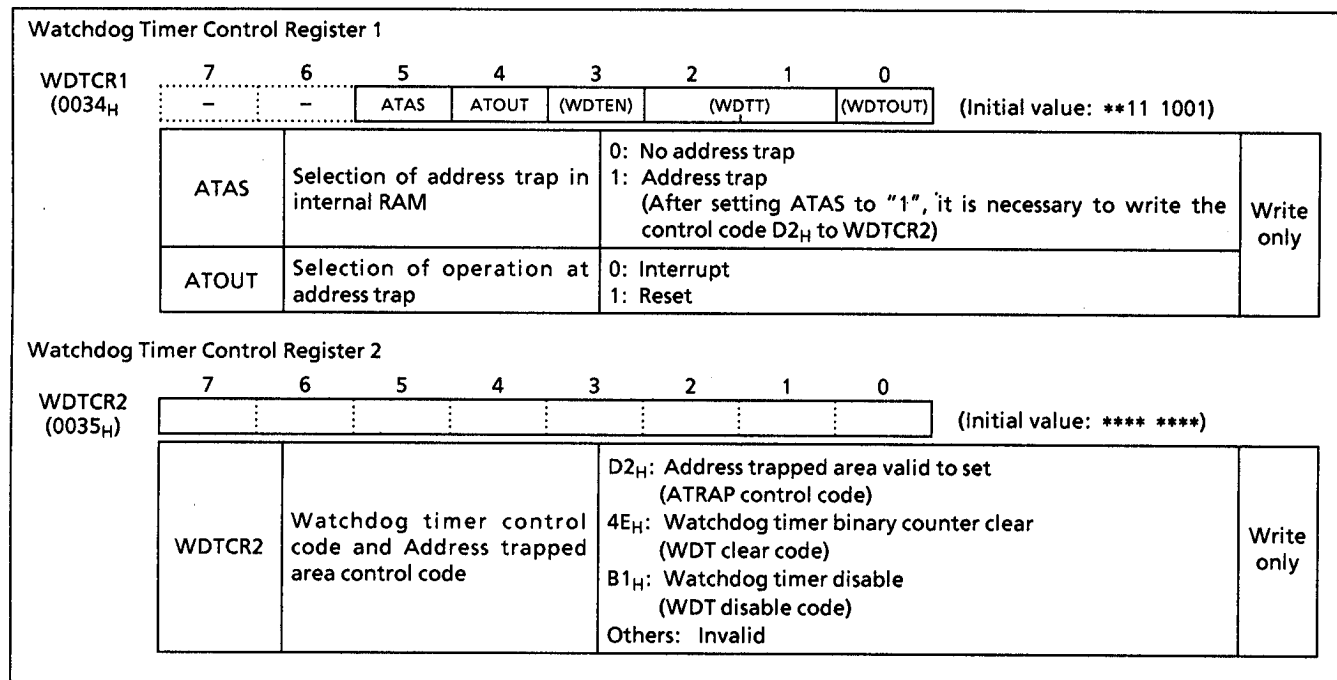 Watchdog Timer Control Register 1
7 6 5 4 3 2 1 0
WDTCR1
(0034H
– – ATAS ATOUT (WDTEN) (WDTT) (WDTOUT) (Initial value: **11 1001)
ATAS
Selection of address trap in
internal RAM
0: No address trap
1: Address trap
(After setting ATAS to "1", it is necessary to write the
control code D2H to WDTCR2)
Write
only
ATOUT
Selection of operation at
address trap
0: Interrupt
1: Reset
Watchdog Timer Control Register 2
7 6 5 4 3 2 1 0
WDTCR2
(0035H)
(Initial value: **** ****)
WDTCR2
Watchdog timer control
code and Address trapped
area control code
D2H: Address trapped area valid to set
(ATRAP control code)
4EH: Watchdog timer binary counter clear
(WDT clear code)
B1H: Watchdog timer disable
(WDT disable code)
Others: Invalid
Write
only